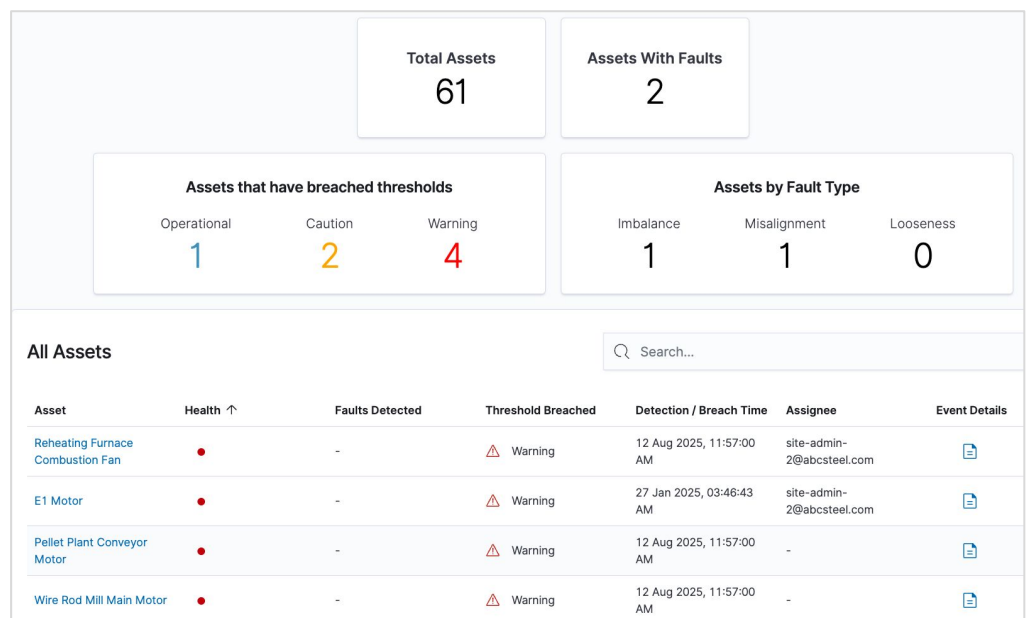 Total Assets
61
Assets With Faults
2
Assets that have breached thresholds
Operational
1
Caution
2
Warning
4
Assets by Fault Type
Imbalance
1
Misalignment
1
Looseness
0
All Assets
Search...
Asset Health Faults Detected Threshold Breached Detection / Breach Time Assignee Event Details
Reheating Furnace
Combustion Fan
-
Warning
12 Aug 2025, 11:57:00
AM
site-admin-
2@abcsteel.com
E1 Motor
-
Warning
27 Jan 2025, 03:46:43
AM
site-admin-
2@abcsteel.com
Pellet Plant Conveyor
Motor
-
Warning
12 Aug 2025, 11:57:00
AM
-
Wire Rod Mill Main Motor
-
Warning
12 Aug 2025, 11:57:00
AM
-